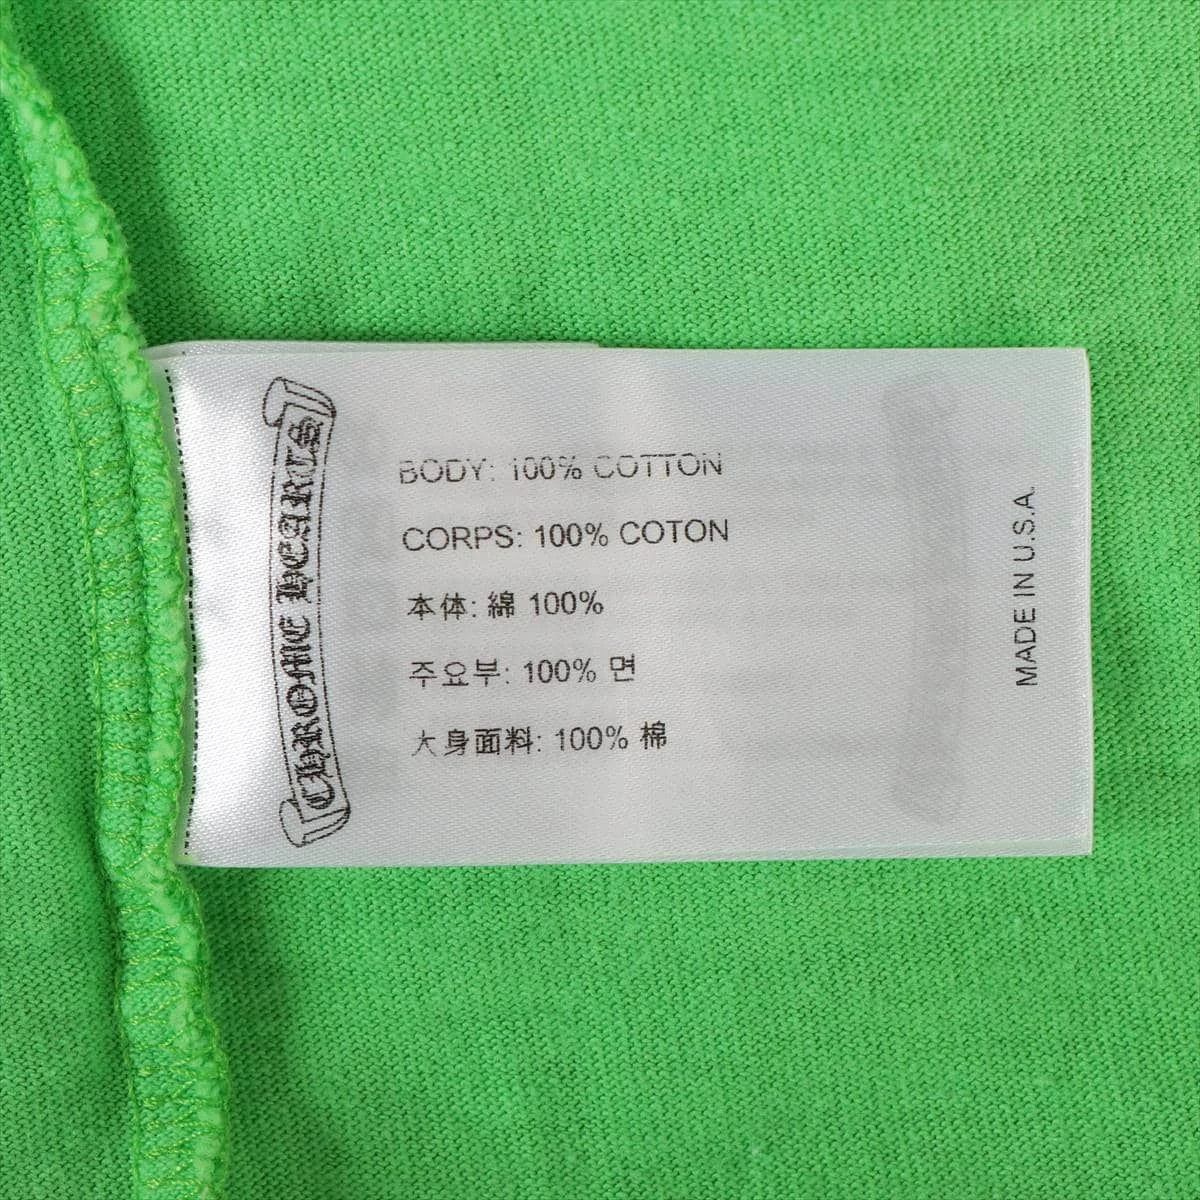 CHROME HEARTS
BODY: 100% COTTON
CORPS: 100% COTON
本体: 綿 100%
주요부: 100% 면
大身面料: 100% 棉
MADE IN U.S.A.